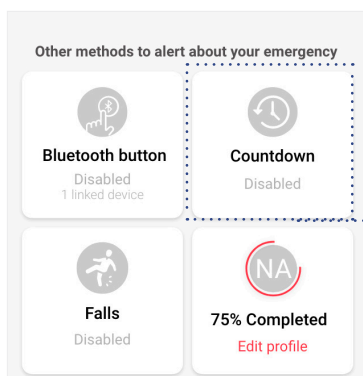 Other methods to alert about your emergency
Bluetooth button
Disabled
1 linked device
Countdown
Disabled
Falls
Disabled
NA
75% Completed
Edit profile